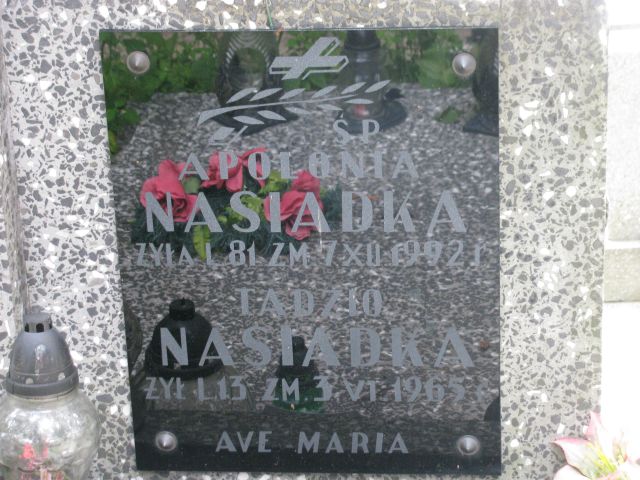 ŚP
APOLONIA
NASIADKA
ŻYŁA L. 81 ZM. 7 XII 1992 r.
TADZIO
NASIADKA
ŻYŁ L. 13 ZM. 3 VI. 1965 r.
AVE-MARIA